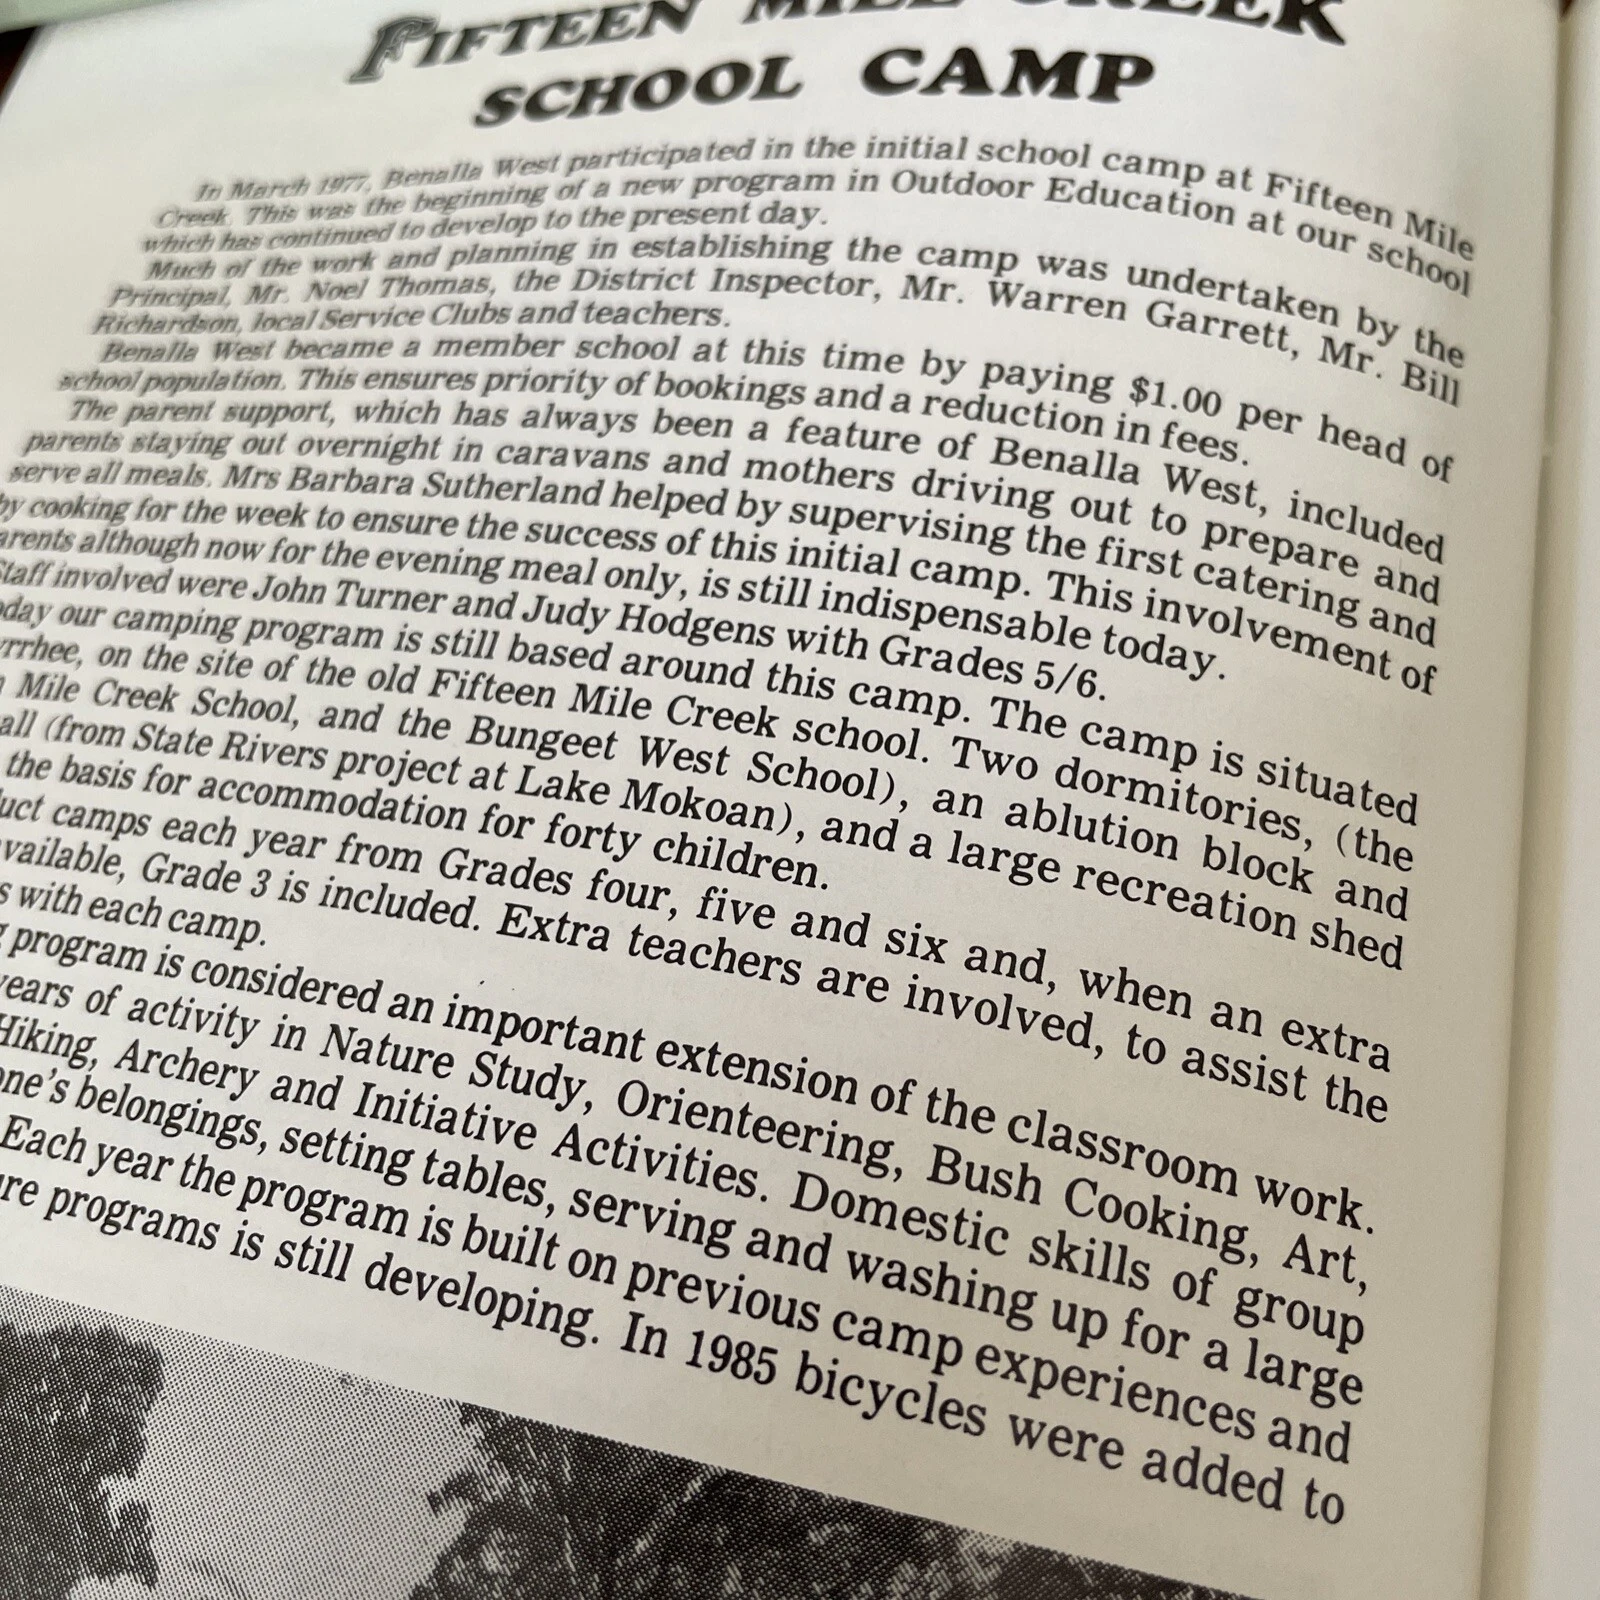 FIFTEEN MILE CREEK
SCHOOL CAMP
In March 1977, Benalla West participated in the initial school camp at Fifteen Mile
Creek. This was the beginning of a new program in Outdoor Education at our school
which has continued to develop to the present day.
Much of the work and planning in establishing the camp was undertaken by the
Principal, Mr. Noel Thomas, the District Inspector, Mr. Warren Garrett, Mr. Bill
Richardson, local Service Clubs and teachers.
Benalla West became a member school at this time by paying $1.00 per head of
school population. This ensures priority of bookings and a reduction in fees.
The parent support, which has always been a feature of Benalla West, included
parents staying out overnight in caravans and mothers driving out to prepare and
serve all meals. Mrs Barbara Sutherland helped by supervising the first catering and
by cooking for the week to ensure the success of this initial camp. This involvement of
arents although now for the evening meal only, is still indispensable today.
Staff involved were John Turner and Judy Hodgens with Grades 5/6.
oday our camping program is still based around this camp. The camp is situated
yrrhee, on the site of the old Fifteen Mile Creek school. Two dormitories, (the
Mile Creek School, and the Bungeet West School), an ablution block and
all (from State Rivers project at Lake Mokoan), and a large recreation shed
the basis for accommodation for forty children.
uct camps each year from Grades four, five and six and, when an extra
vailable, Grade 3 is included. Extra teachers are involved, to assist the
s with each camp.
g program is considered an important extension of the classroom work.
years of activity in Nature Study, Orienteering, Bush Cooking, Art,
Hiking, Archery and Initiative Activities. Domestic skills of group
one's belongings, setting tables, serving and washing up for a large
Each year the program is built on previous camp experiences and
ure programs is still developing. In 1985 bicycles were added to